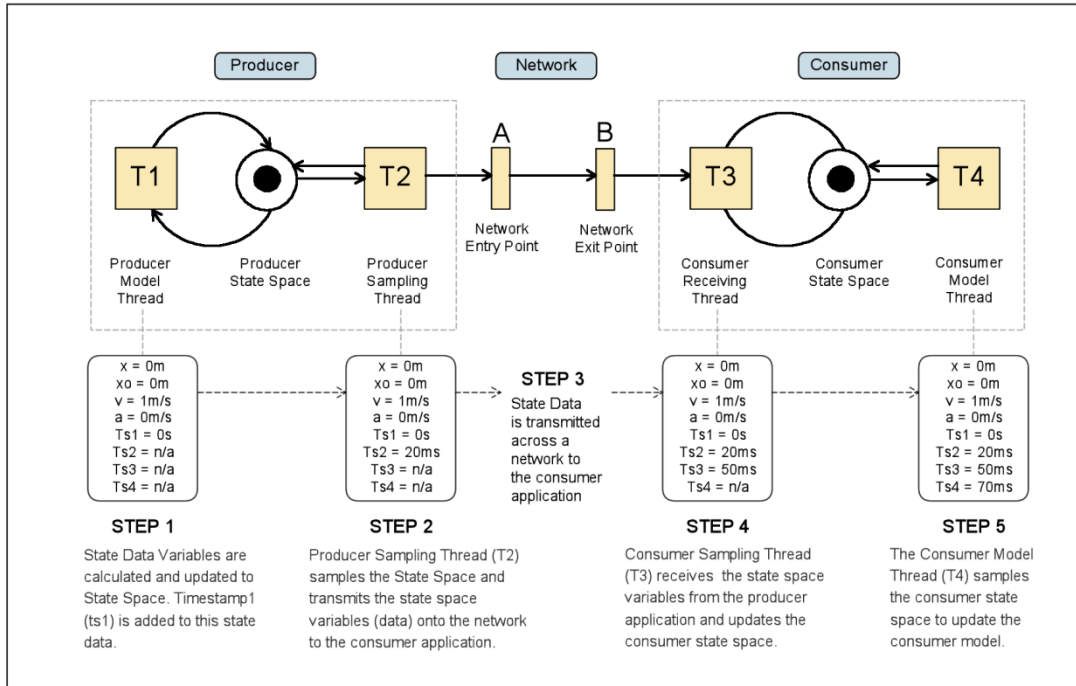 Producer
Network
Consumer
T1
T2
A
B
T3
T4
Producer
Model
Thread
Producer
State Space
Producer
Sampling
Thread
Network
Entry Point
Network
Exit Point
Consumer
Receiving
Thread
Consumer
State Space
Consumer
Model
Thread
x = 0m
xo = 0m
v = 1m/s
a = 0m/s
Ts1 = 0s
Ts2 = n/a
Ts3 = n/a
Ts4 = n/a
x = 0m
xo = 0m
v = 1m/s
a = 0m/s
Ts1 = 0s
Ts2 = 20ms
Ts3 = n/a
Ts4 = n/a
STEP 3
State Data
is transmitted
across a
network to
the consumer
application
x = 0m
xo = 0m
v = 1m/s
a = 0m/s
Ts1 = 0s
Ts2 = 20ms
Ts3 = 50ms
Ts4 = n/a
x = 0m
xo = 0m
v = 1m/s
a = 0m/s
Ts1 = 0s
Ts2 = 20ms
Ts3 = 50ms
Ts4 = 70ms
STEP 1
State Data Variables are
calculated and updated to
State Space. Timestamp1
(ts1) is added to this state
data.
STEP 2
Producer Sampling Thread (T2)
samples the State Space and
transmits the state space
variables (data) onto the network
to the consumer application.
STEP 4
Consumer Sampling Thread
(T3) receives the state space
variables from the producer
application and updates the
consumer state space.
STEP 5
The Consumer Model
Thread (T4) samples
the consumer state
space to update the
consumer model.